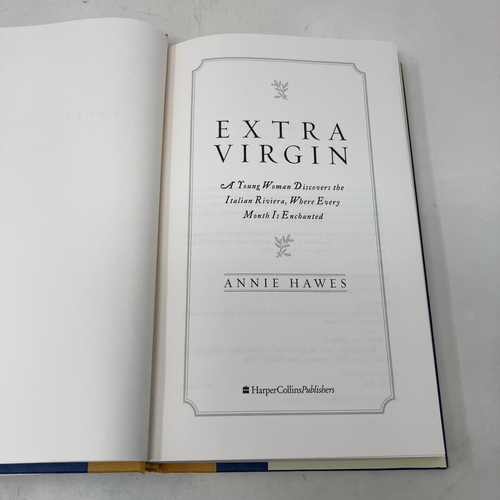 EXTRA
VIRGIN
A Young Woman Discovers the
Italian Riviera, Where Every
Month Is Enchanted
ANNIE HAWES
HarperCollinsPublishers